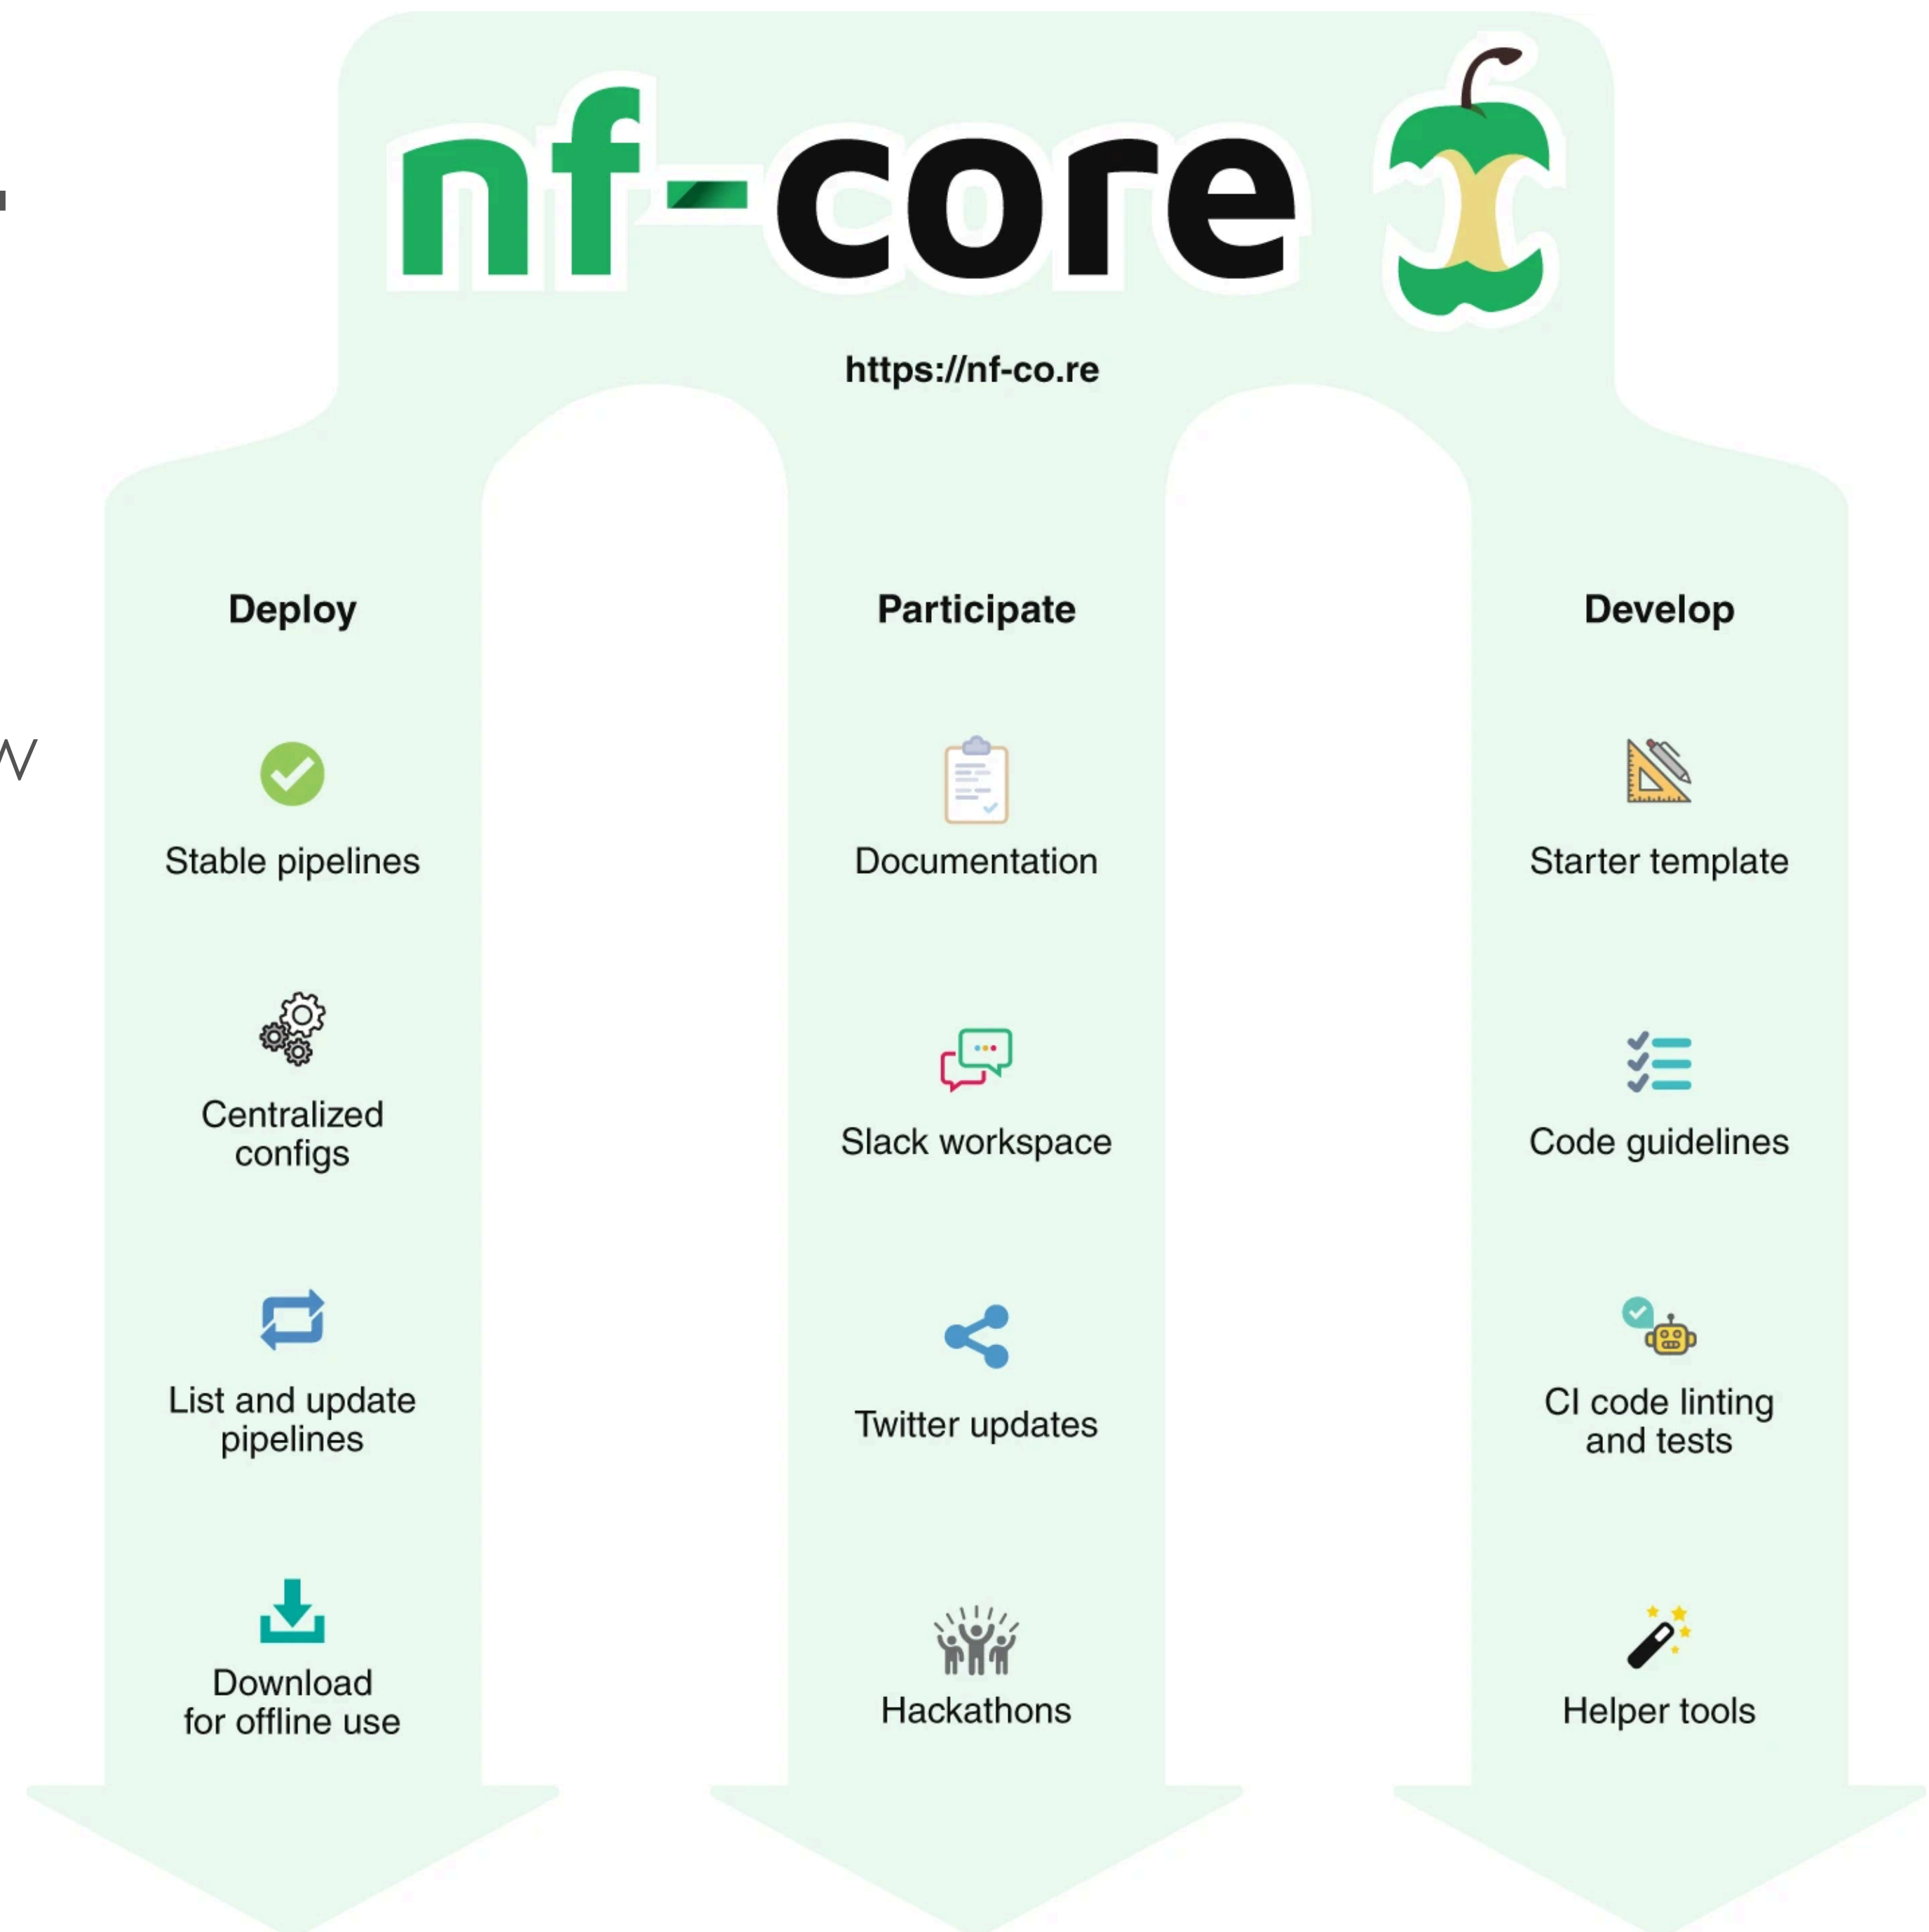 nf-core
https://nf-co.re
Deploy
Stable pipelines
Centralized
configs
List and update
pipelines
Download
for offline use
Participate
Documentation
Slack workspace
Twitter updates
Hackathons
Develop
Starter template
Code guidelines
CI code linting
and tests
Helper tools